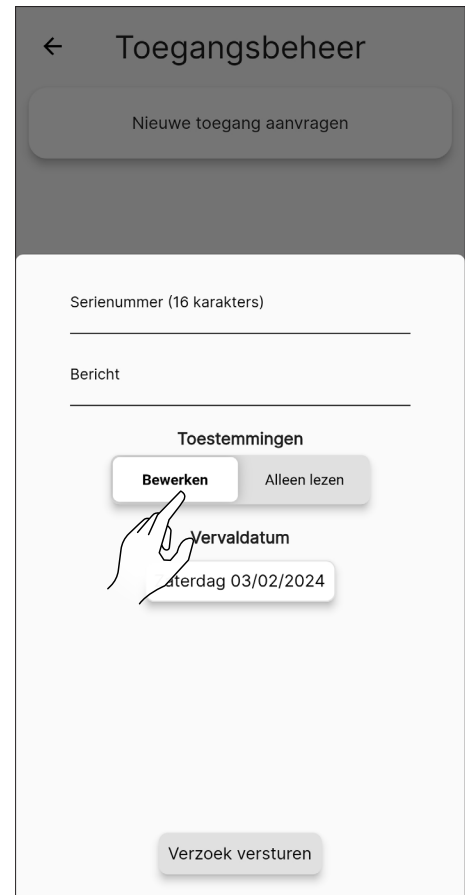 Toegangsbeheer
Nieuwe toegang aanvragen
Serienummer (16 karakters)
Bericht
Toestemmingen
Bewerken Alleen lezen
Vervaldatum
03/02/2024
Verzoek versturen